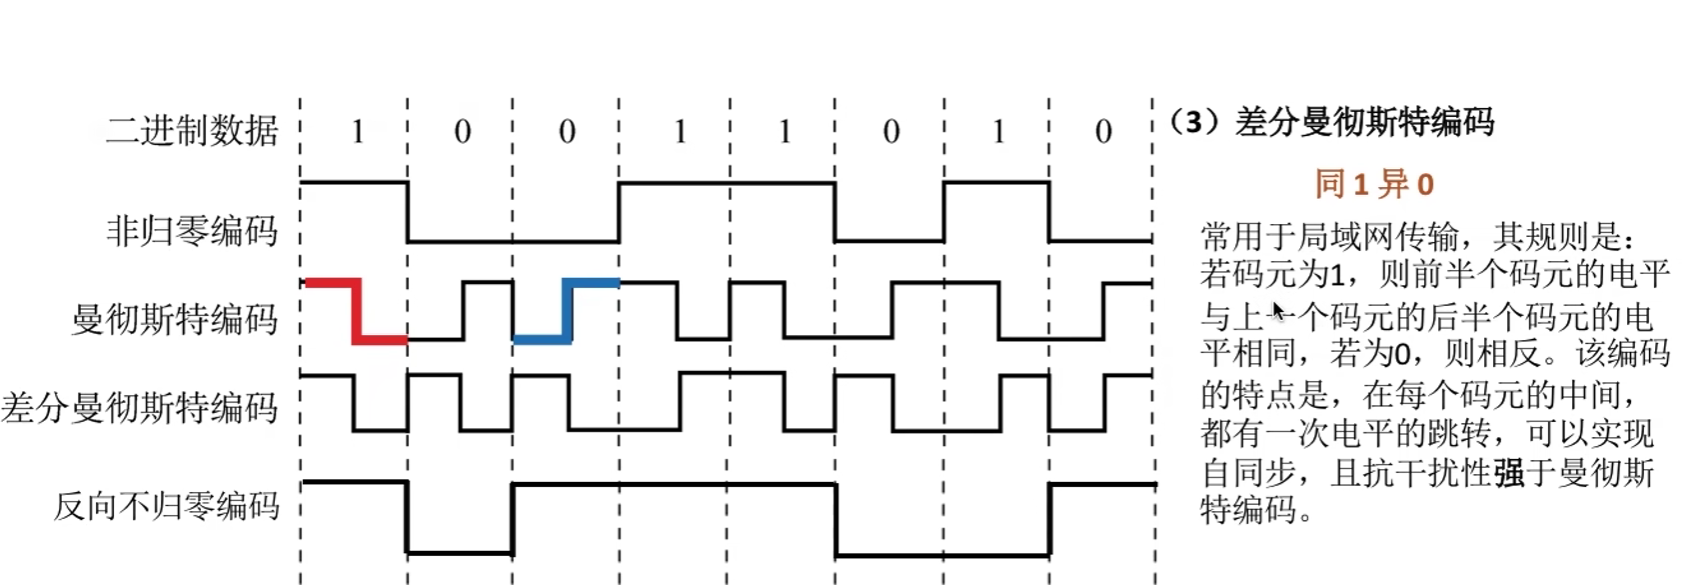 二进制数据 1 0 0 1 1 0 1 0
非归零编码
曼彻斯特编码
差分曼彻斯特编码
反向不归零编码
（3）差分曼彻斯特编码
同 1 异 0
常用于局域网传输，其规则是：
若码元为1，则前半个码元的电平
与上一个码元的后半个码元的电
平相同，若为0，则相反。该编码
的特点是，在每个码元的中间，
都有一次电平的跳转，可以实现
自同步，且抗干扰性强于曼彻斯
特编码。